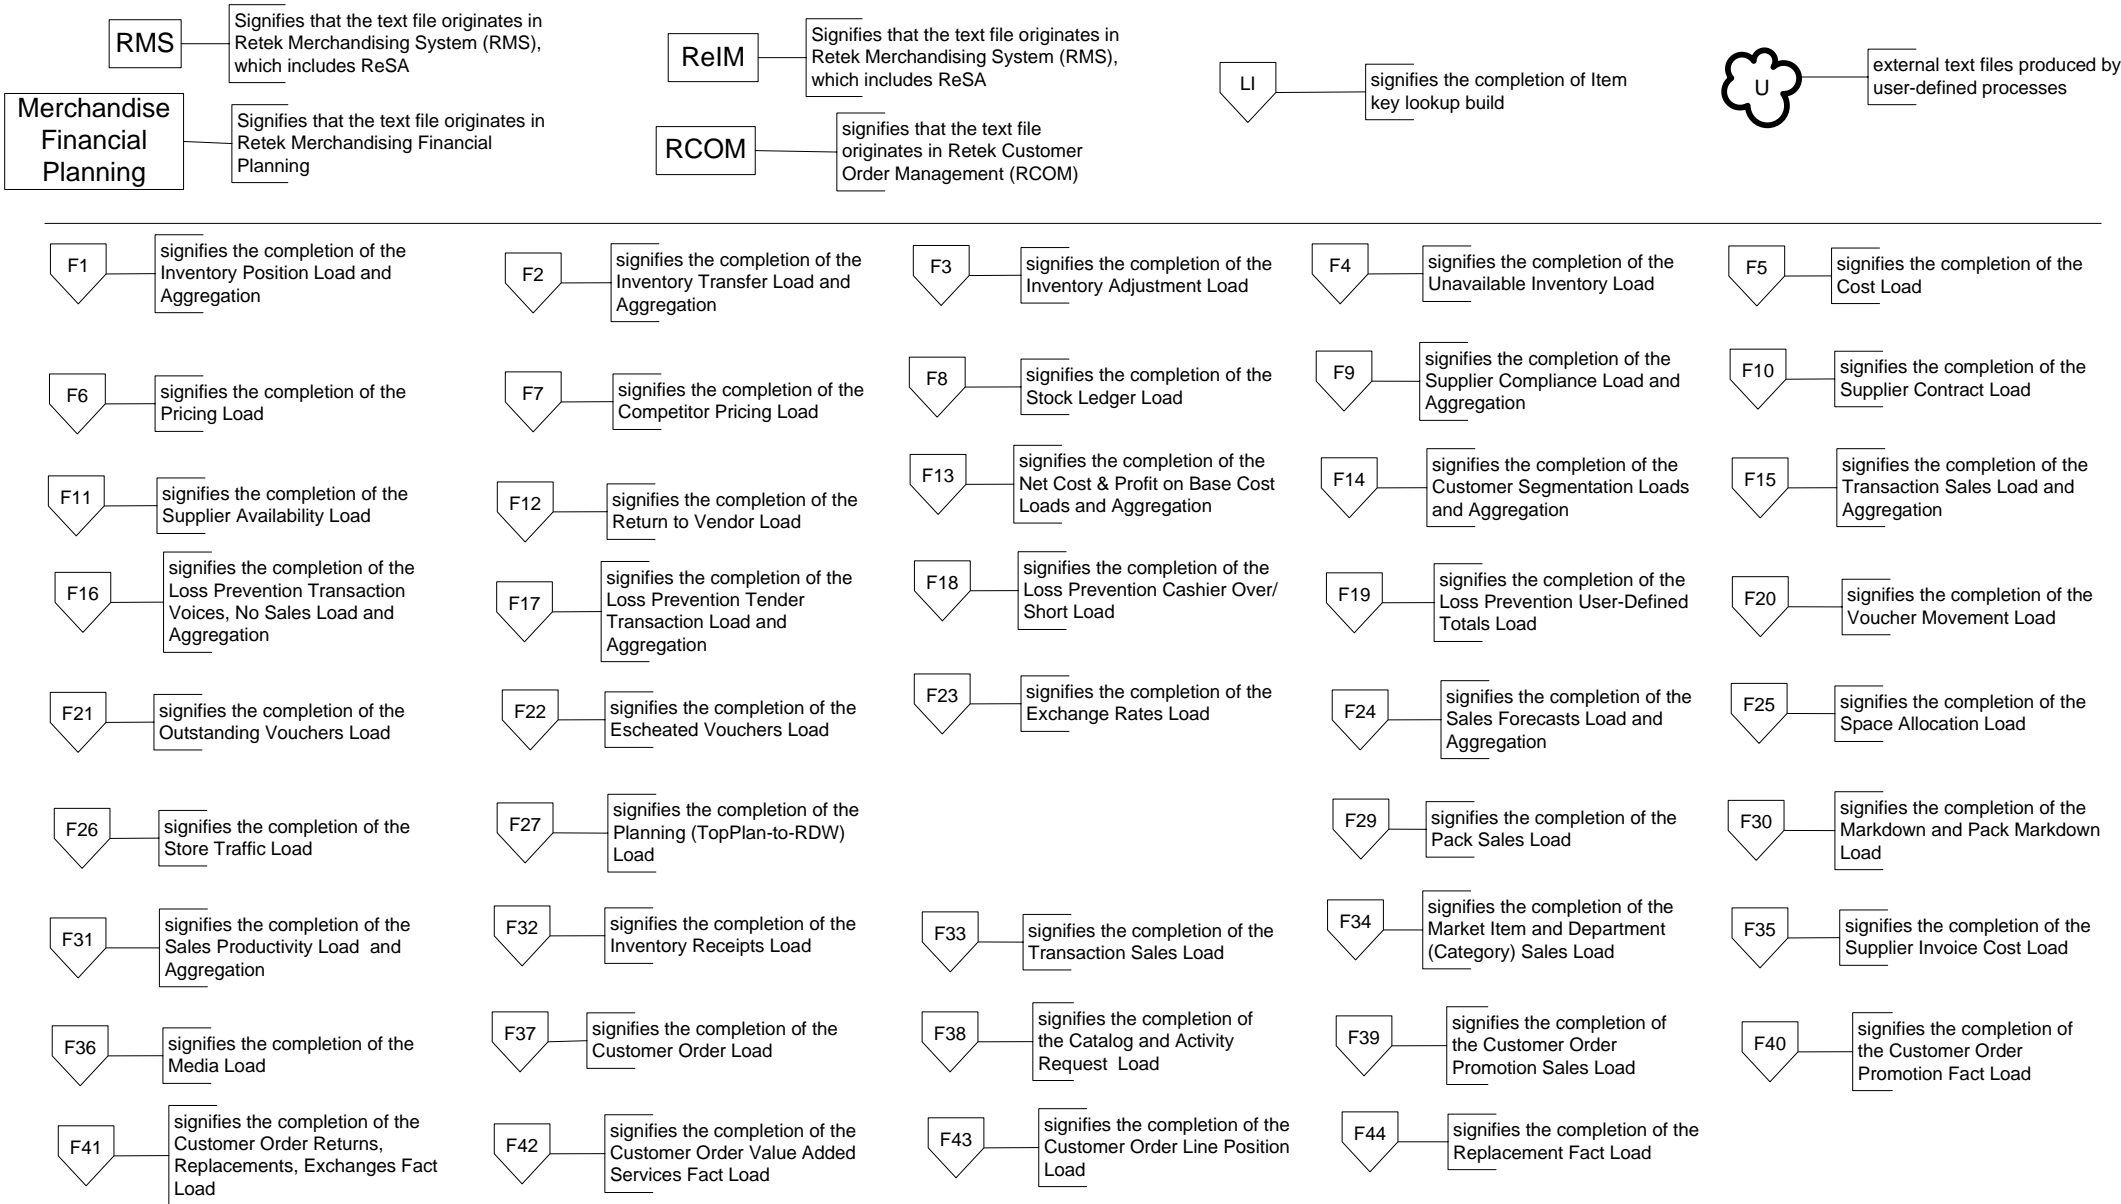 RMS
Signifies that the text file originates in
Retek Merchandising System (RMS),
which includes ReSA
ReIM
Signifies that the text file originates in
Retek Merchandising System (RMS),
which includes ReSA
LI
signifies the completion of Item
key lookup build
U
external text files produced by
user-defined processes
Merchandise
Financial
Planning
Signifies that the text file originates in
Retek Merchandising Financial
Planning
RCOM
signifies that the text file
originates in Retek Customer
Order Management (RCOM)
F1
signifies the completion of the
Inventory Position Load and
Aggregation
F2
signifies the completion of the
Inventory Transfer Load and
Aggregation
F3
signifies the completion of the
Inventory Adjustment Load
F4
signifies the completion of the
Unavailable Inventory Load
F5
signifies the completion of the
Cost Load
F6
signifies the completion of the
Pricing Load
F7
signifies the completion of the
Competitor Pricing Load
F8
signifies the completion of the
Stock Ledger Load
F9
signifies the completion of the
Supplier Compliance Load and
Aggregation
F10
signifies the completion of the
Supplier Contract Load
F11
signifies the completion of the
Supplier Availability Load
F12
signifies the completion of the
Return to Vendor Load
F13
signifies the completion of the
Net Cost & Profit on Base Cost
Loads and Aggregation
F14
signifies the completion of the
Customer Segmentation Loads
and Aggregation
F15
signifies the completion of the
Transaction Sales Load and
Aggregation
F16
signifies the completion of the
Loss Prevention Transaction
Voices, No Sales Load and
Aggregation
F17
signifies the completion of the
Loss Prevention Tender
Transaction Load and
Aggregation
F18
signifies the completion of the
Loss Prevention Cashier Over/
Short Load
F19
signifies the completion of the
Loss Prevention User-Defined
Totals Load
F20
signifies the completion of the
Voucher Movement Load
F21
signifies the completion of the
Outstanding Vouchers Load
F22
signifies the completion of the
Escheated Vouchers Load
F23
signifies the completion of the
Exchange Rates Load
F24
signifies the completion of the
Sales Forecasts Load and
Aggregation
F25
signifies the completion of the
Space Allocation Load
F26
signifies the completion of the
Store Traffic Load
F27
signifies the completion of the
Planning (TopPlan-to-RDW)
Load
F29
signifies the completion of the
Pack Sales Load
F30
signifies the completion of the
Markdown and Pack Markdown
Load
F31
signifies the completion of the
Sales Productivity Load and
Aggregation
F32
signifies the completion of the
Inventory Receipts Load
F33
signifies the completion of the
Transaction Sales Load
F34
signifies the completion of the
Market Item and Department
(Category) Sales Load
F35
signifies the completion of the
Supplier Invoice Cost Load
F36
signifies the completion of the
Media Load
F37
signifies the completion of the
Customer Order Load
F38
signifies the completion of
the Catalog and Activity
Request Load
F39
signifies the completion of
the Customer Order
Promotion Sales Load
F40
signifies the completion of
the Customer Order
Promotion Fact Load
F41
signifies the completion of the
Customer Order Returns,
Replacements, Exchanges Fact
Load
F42
signifies the completion of the
Customer Order Value Added
Services Fact Load
F43
signifies the completion of the
Customer Order Line Position
Load
F44
signifies the completion of the
Replacement Fact Load